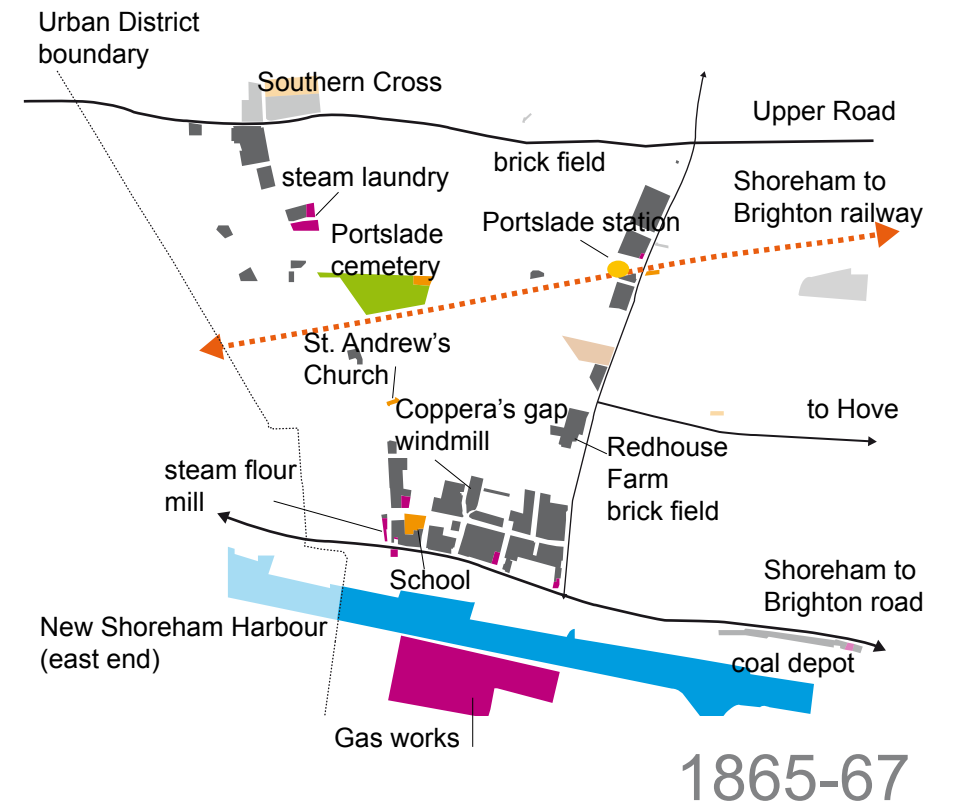 Urban District
boundary
Southern Cross
Upper Road
brick field
steam laundry
Shoreham to
Brighton railway
Portslade station
Portslade
cemetery
St. Andrew's
Church
Coppera's gap
windmill
to Hove
Redhouse
Farm
brick field
steam flour
mill
School
Shoreham to
Brighton road
New Shoreham Harbour
(east end)
coal depot
Gas works
1865-67